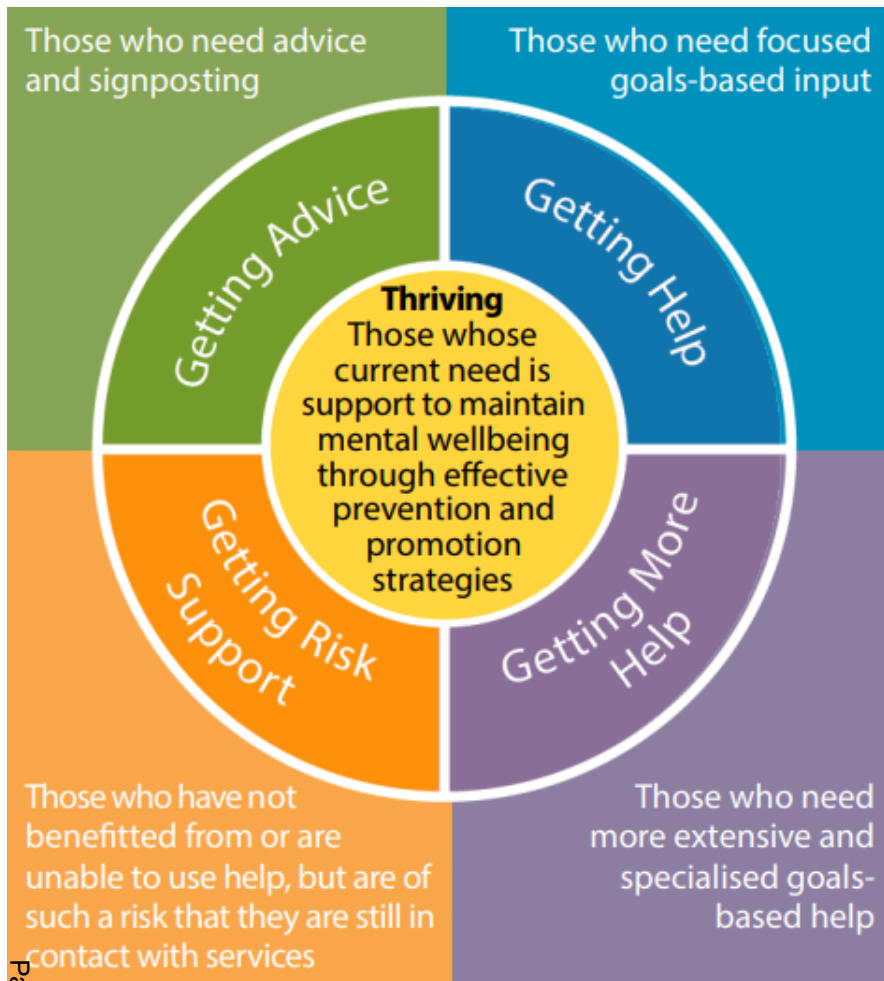 Those who need advice
and signposting
Those who need focused
goals-based input
Getting Advice
Getting Help
Thriving
Those whose
current need is
support to maintain
mental wellbeing
through effective
prevention and
promotion
strategies
Getting Risk
Support
Getting More
Help
Those who have not
benefitted from or are
unable to use help, but are of
such a risk that they are still in
contact with services
Those who need
more extensive and
specialised goals-
based help